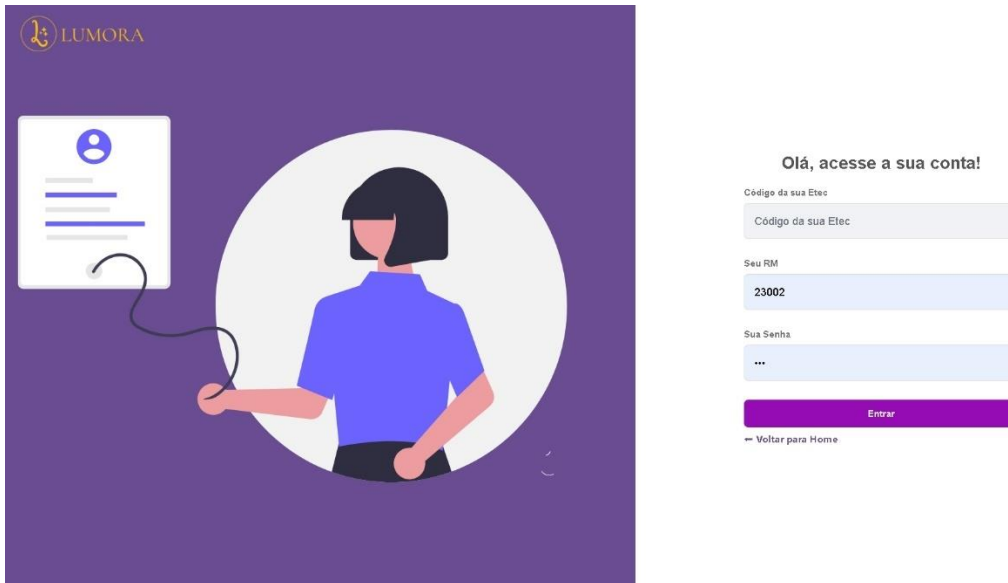 LUMORA
Olá, acesse a sua conta!
Código da sua Etec
Código da sua Etec
Seu RM
23002
Sua Senha
•••
Entrar
← Voltar para Home